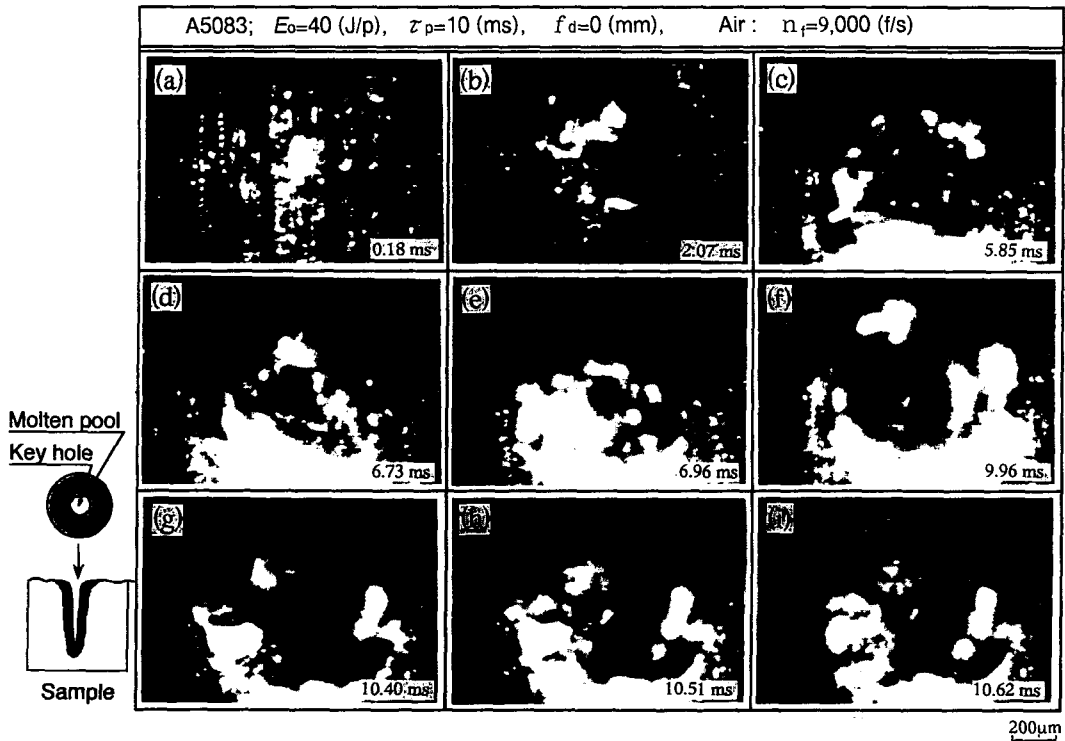 A5083; E₀=40 (J/p), τp=10 (ms), fd=0 (mm), Air : nf=9,000 (f/s)
(a)
0.18 ms
(b)
2.07 ms
(c)
5.85 ms
(d)
6.73 ms
(e)
6.96 ms
(f)
9.96 ms
(g)
10.40 ms
(h)
10.51 ms
(i)
10.62 ms
Molten pool
Key hole
Sample
200μm